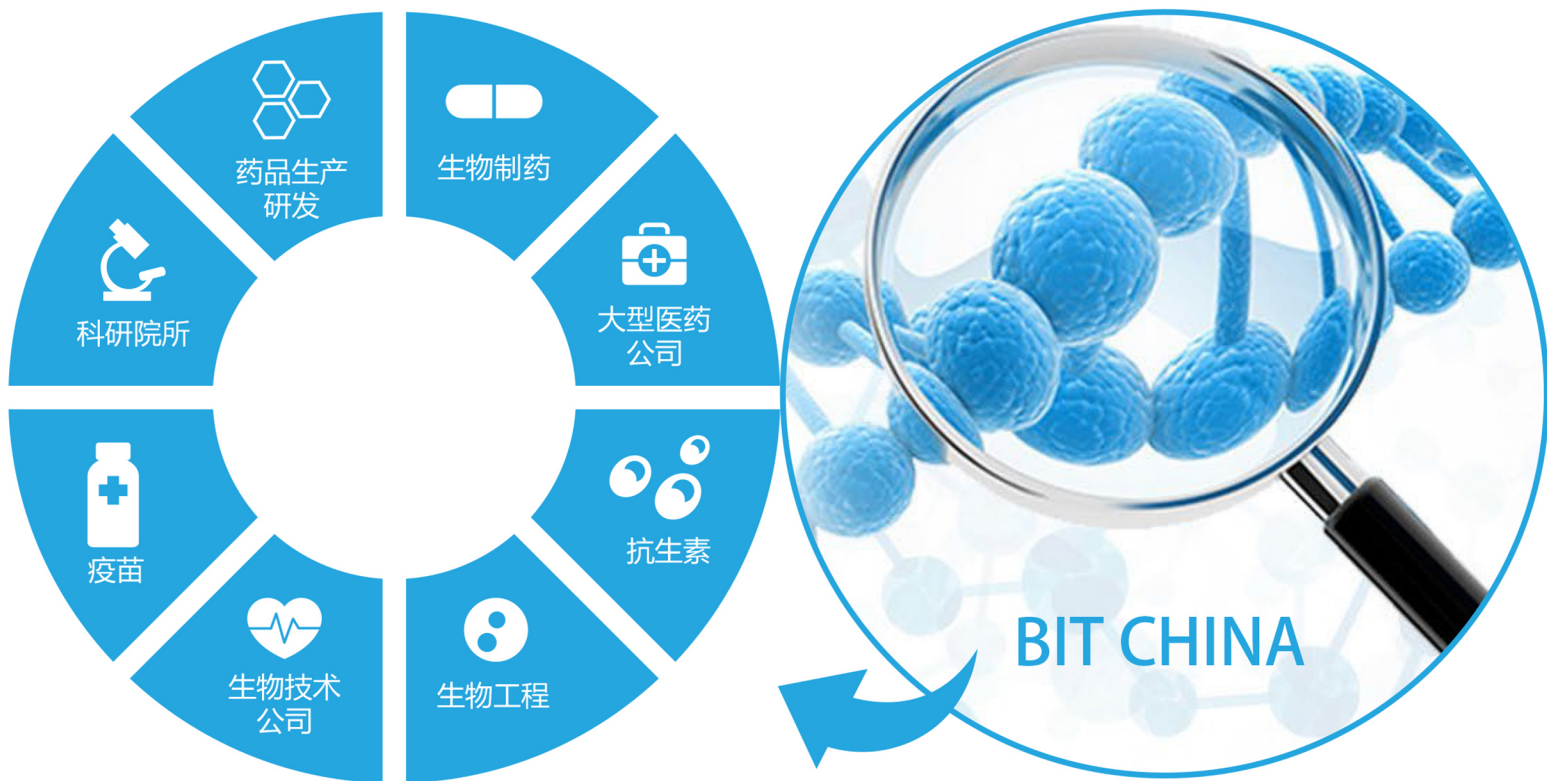 药品生产
研发
生物制药
大型医药
公司
抗生素
生物工程
生物技术
公司
疫苗
科研院所
BIT CHINA